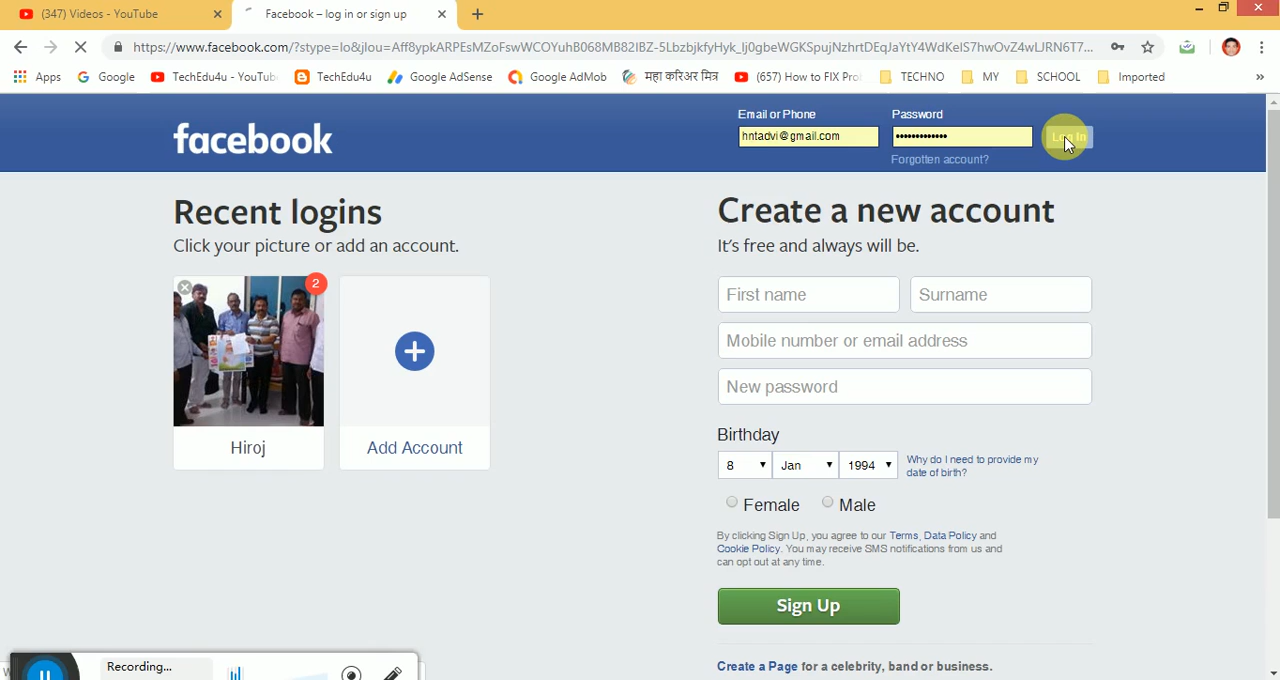 (347) Videos - YouTube
Facebook – log in or sign up
https://www.facebook.com/?stype=lo&jlou=Aff8ypkARPEsMZoFswWCOYuhB068MB82IBZ-5LbzbjkfyHyk_Ij0gbeWGKSpujNzhrtDEqJaYtY4WdKelS7hwOvZ4wLJRN6T7...
Apps
Google
TechEdu4u - YouTub
TechEdu4u
Google AdSense
Google AdMob
महा करिअर मित्र
(657) How to FIX Pro
TECHNO
MY
SCHOOL
Imported
»
facebook
Email or Phone
Password
hntadvi@gmail.com
Log In
Forgotten account?
Recent logins
Click your picture or add an account.
2
Hiroj
Add Account
Create a new account
It's free and always will be.
First name
Surname
Mobile number or email address
New password
Birthday
8
Jan
1994
Why do I need to provide my
date of birth?
Female
Male
By clicking Sign Up, you agree to our Terms, Data Policy and
Cookie Policy. You may receive SMS notifications from us and
can opt out at any time.
Sign Up
Create a Page for a celebrity, band or business.
Recording...